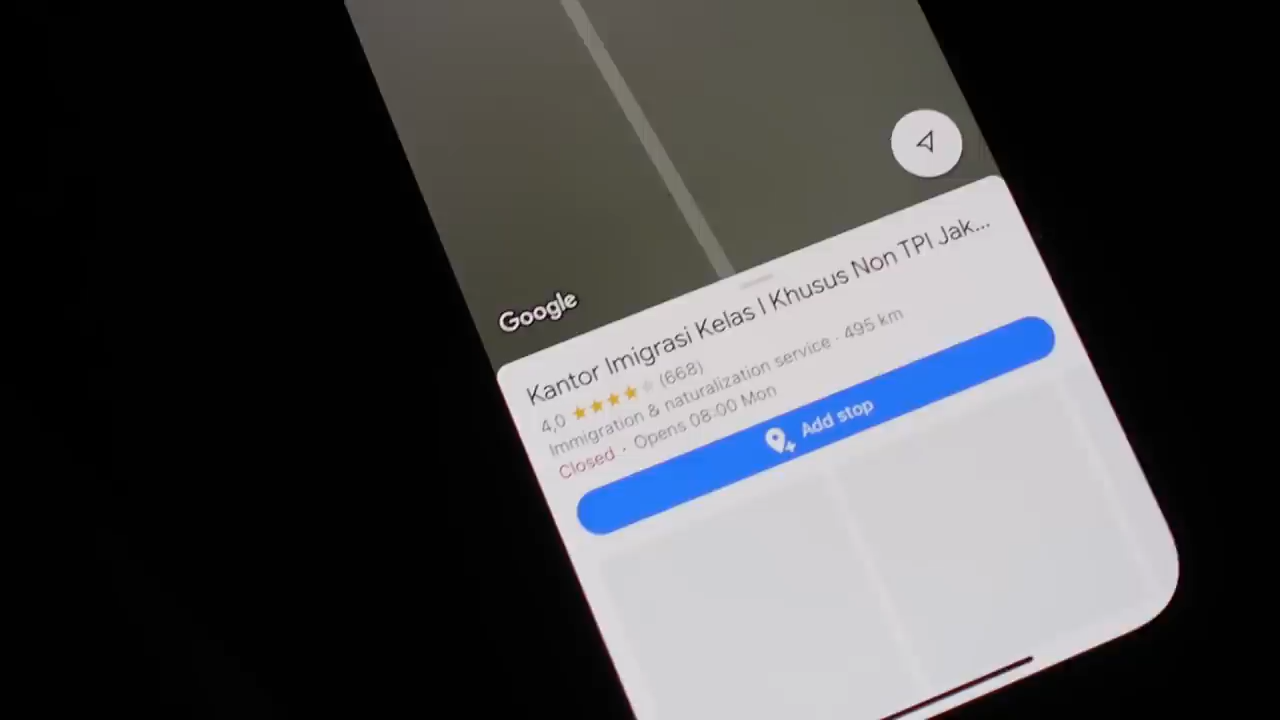 Google
Kantor Imigrasi Kelas I Khusus Non TPI Jak...
4,0 (668)
Immigration & naturalization service · 495 km
Closed · Opens 08:00 Mon
Add stop